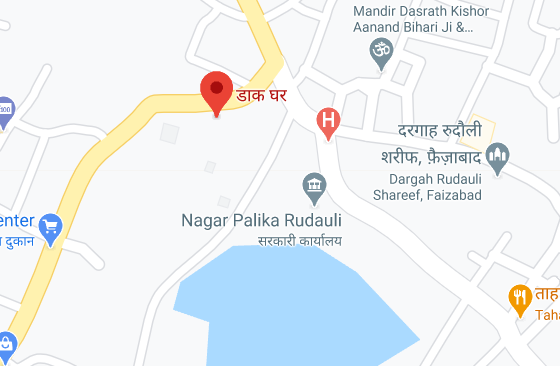 Mandir Dasrath Kishor
Aanand Bihari Ji &...
डाक घर
H
दरगाह रुदौली
शरीफ, फ़ैज़ाबाद
Dargah Rudauli
Shareef, Faizabad
Nagar Palika Rudauli
सरकारी कार्यालय
enter
दुकान
ताह
Taha